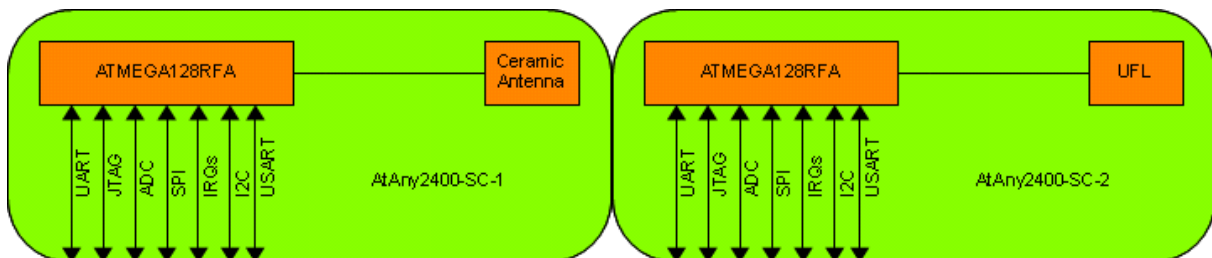 ATMEGA128RFA
Ceramic
Antenna
UART
JTAG
ADC
SPI
IRQs
I2C
USART
AtAny2400-SC-1
ATMEGA128RFA
UFL
UART
JTAG
ADC
SPI
IRQs
I2C
USART
AtAny2400-SC-2